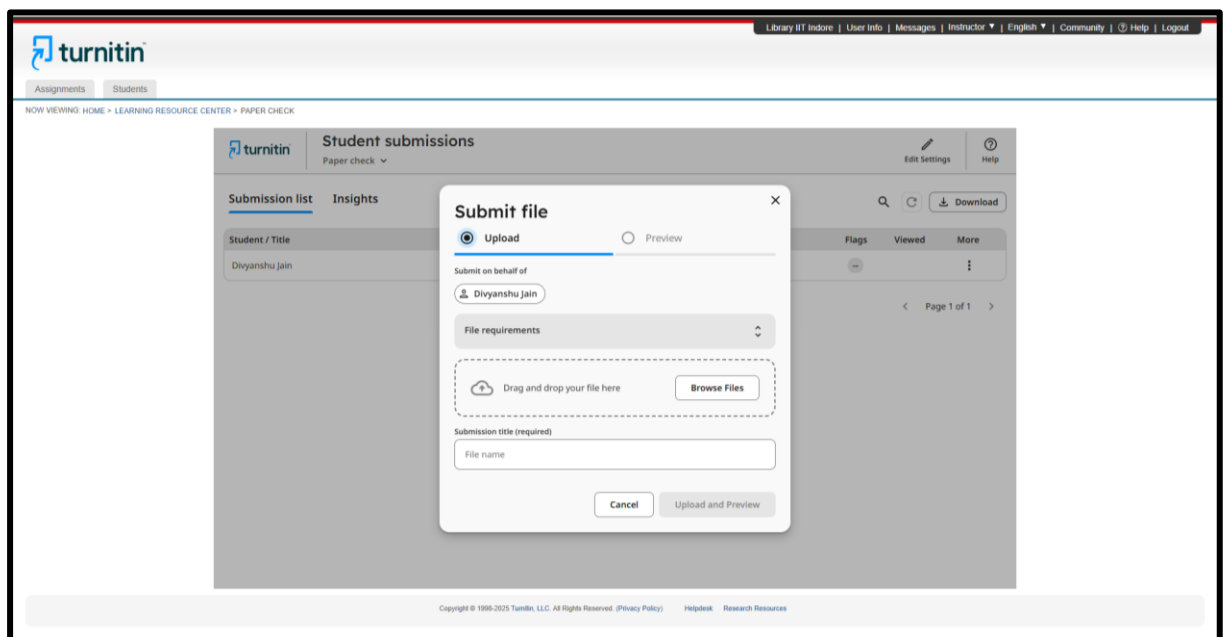 Library IIT Indore | User Info | Messages | Instructor ▼ | English ▼ | Community | ? Help | Logout
turnitin
Assignments Students
NOW VIEWING: HOME > LEARNING RESOURCE CENTER > PAPER CHECK
turnitin
Student submissions
Paper check
Edit Settings
Help
Submission list Insights
Download
Student / Title Flags Viewed More
Divyanshu Jain --
Page 1 of 1
Submit file
Upload Preview
Submit on behalf of
Divyanshu Jain
File requirements
Drag and drop your file here Browse Files
Submission title (required)
File name
Cancel Upload and Preview
Copyright © 1998-2025 Turnitin, LLC. All Rights Reserved. (Privacy Policy) Helpdesk Research Resources